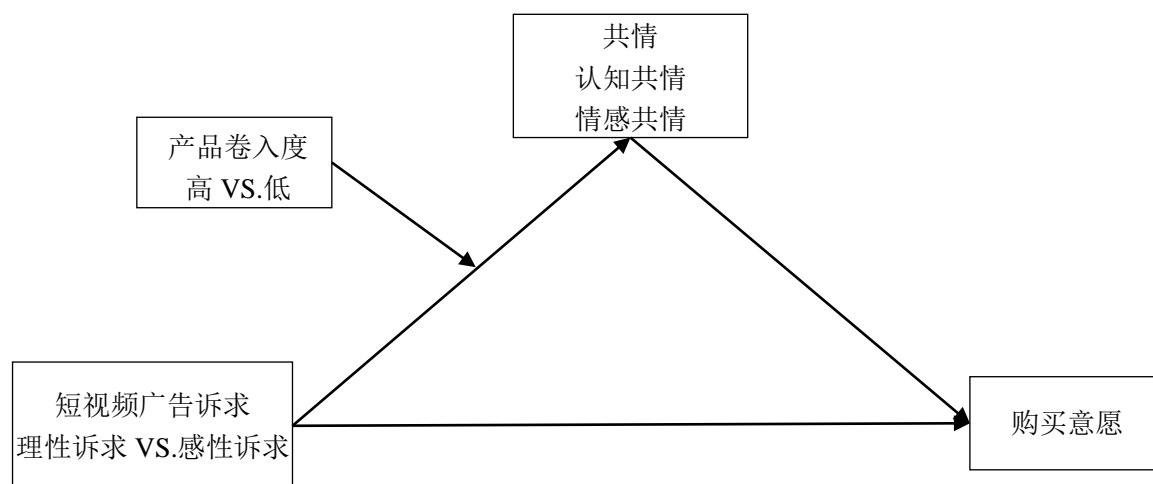 共情
认知共情
情感共情
产品卷入度
高 VS.低
短视频广告诉求
理性诉求 VS.感性诉求
购买意愿